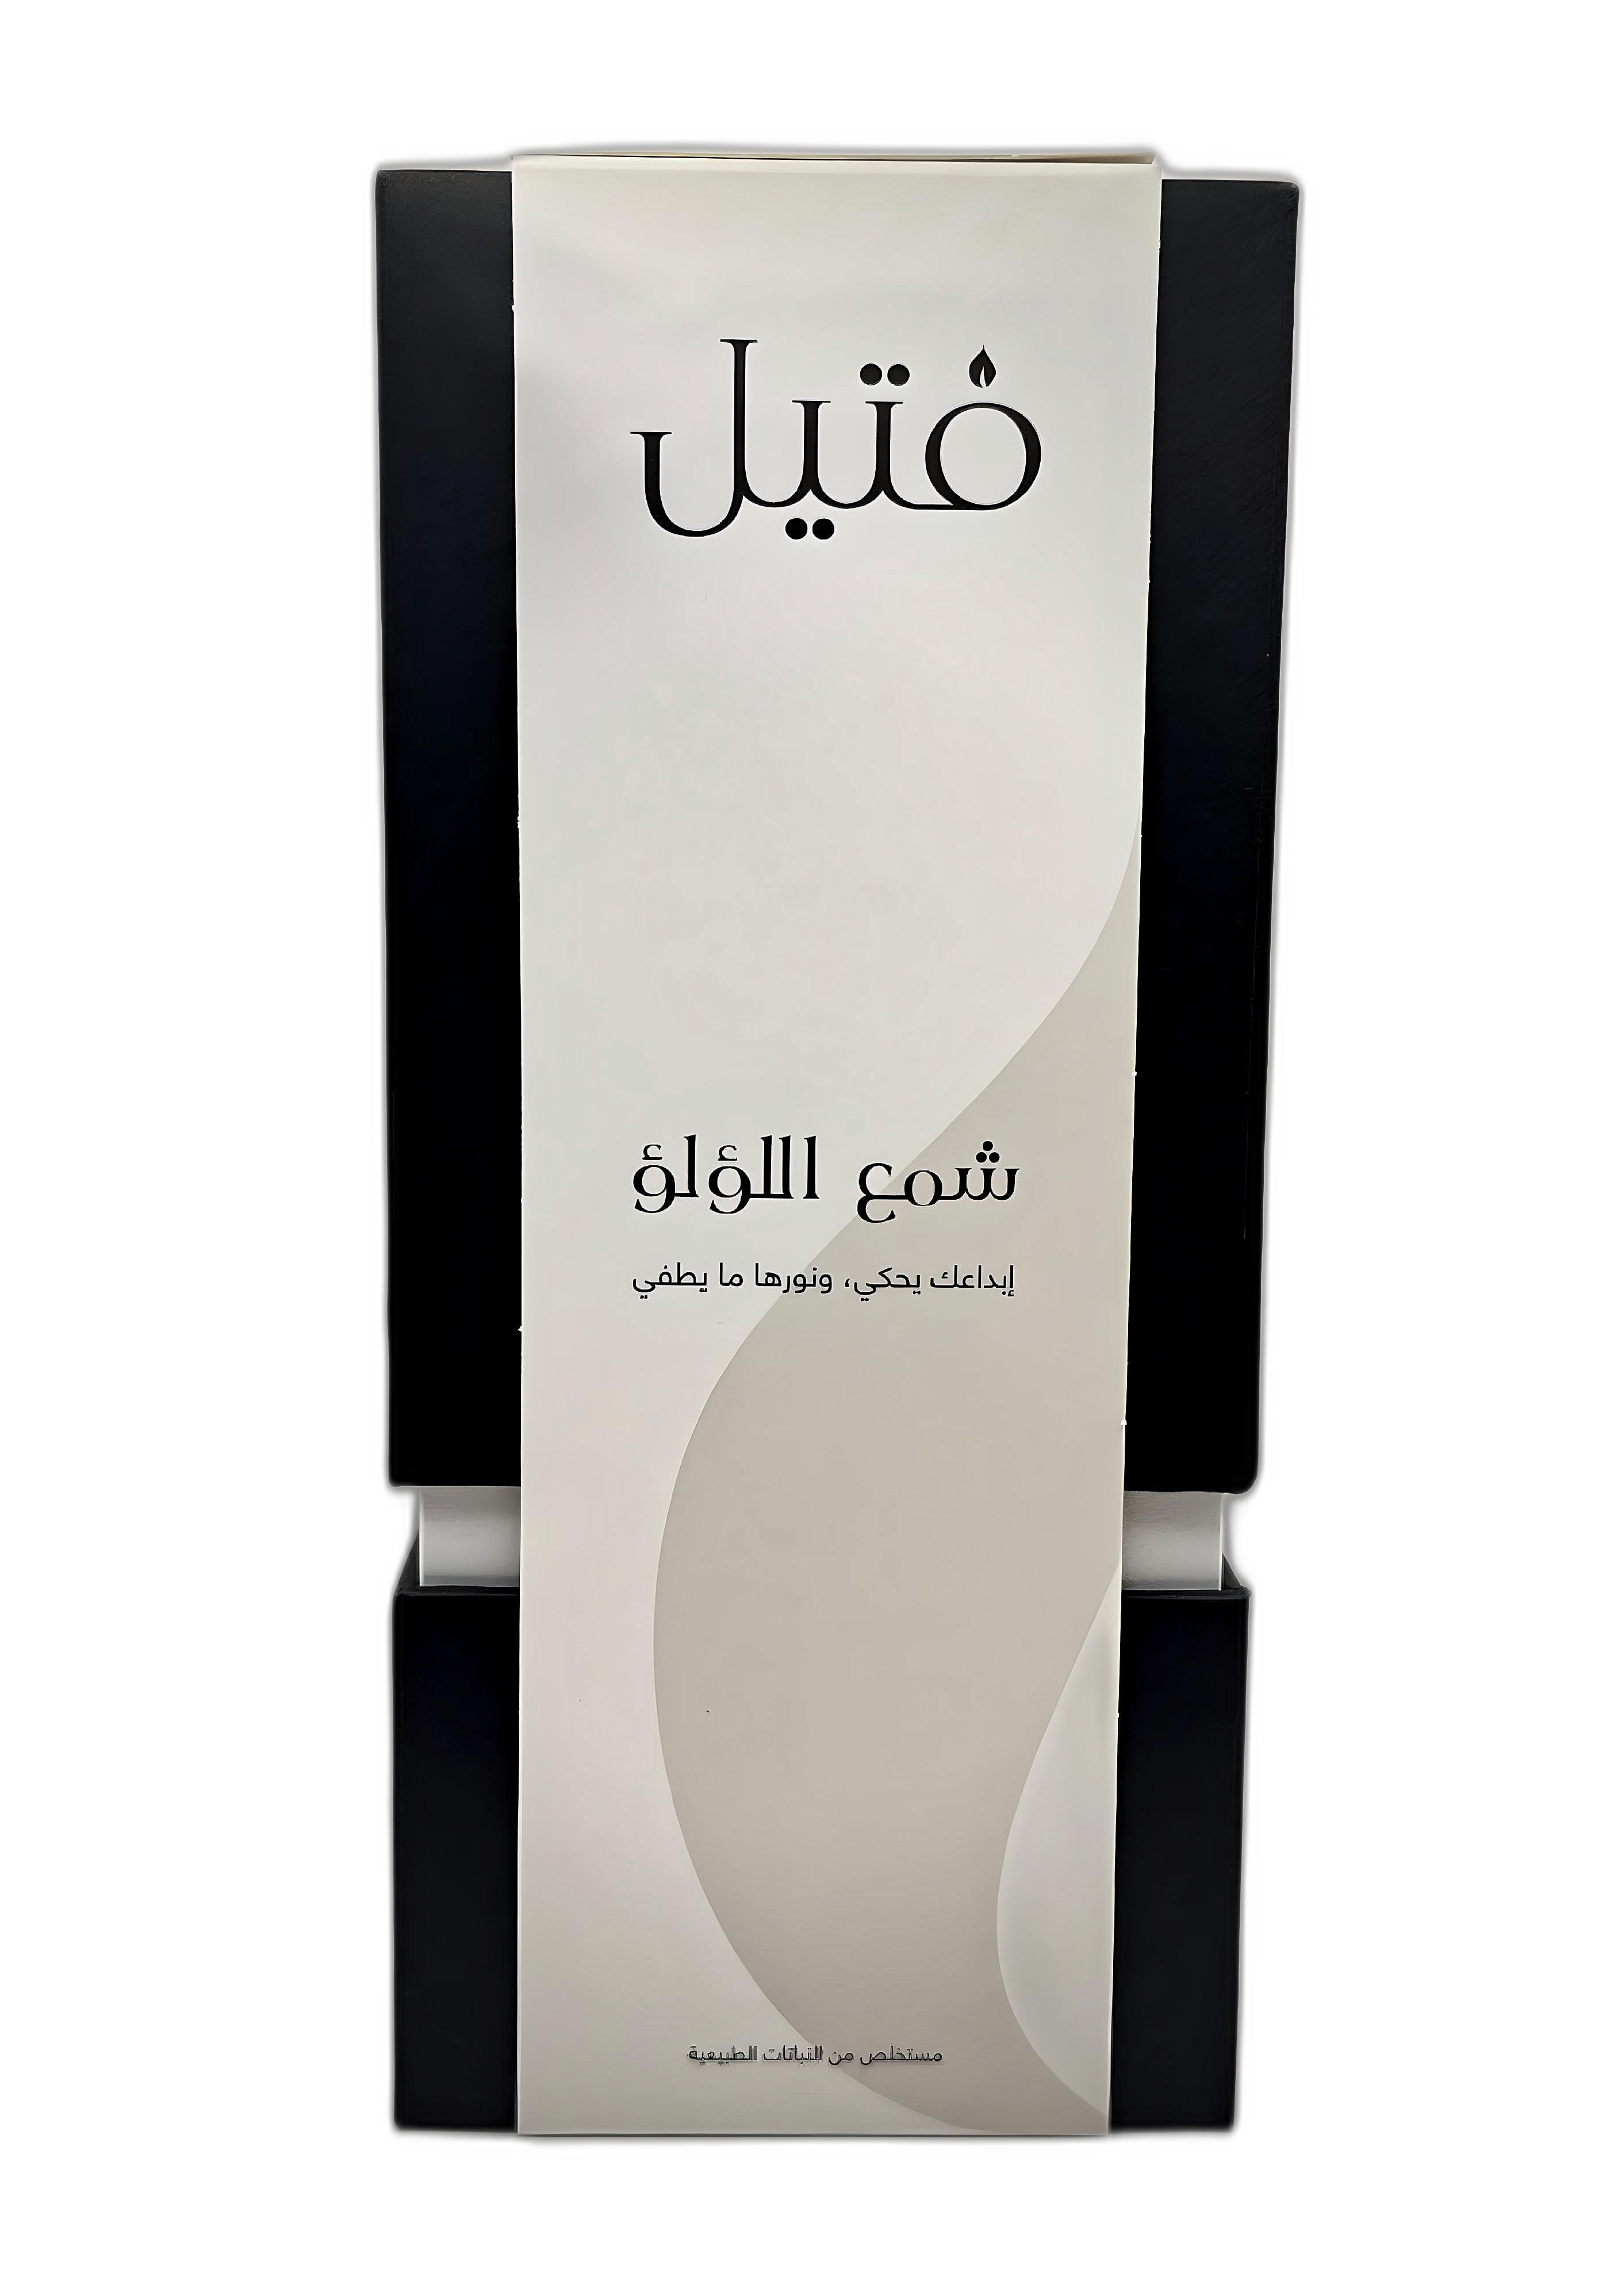 فتيل
شمع اللؤلؤ
إبداعك يحكي، ونورها ما يطفي
مستخلص من النباتات الطبيعية